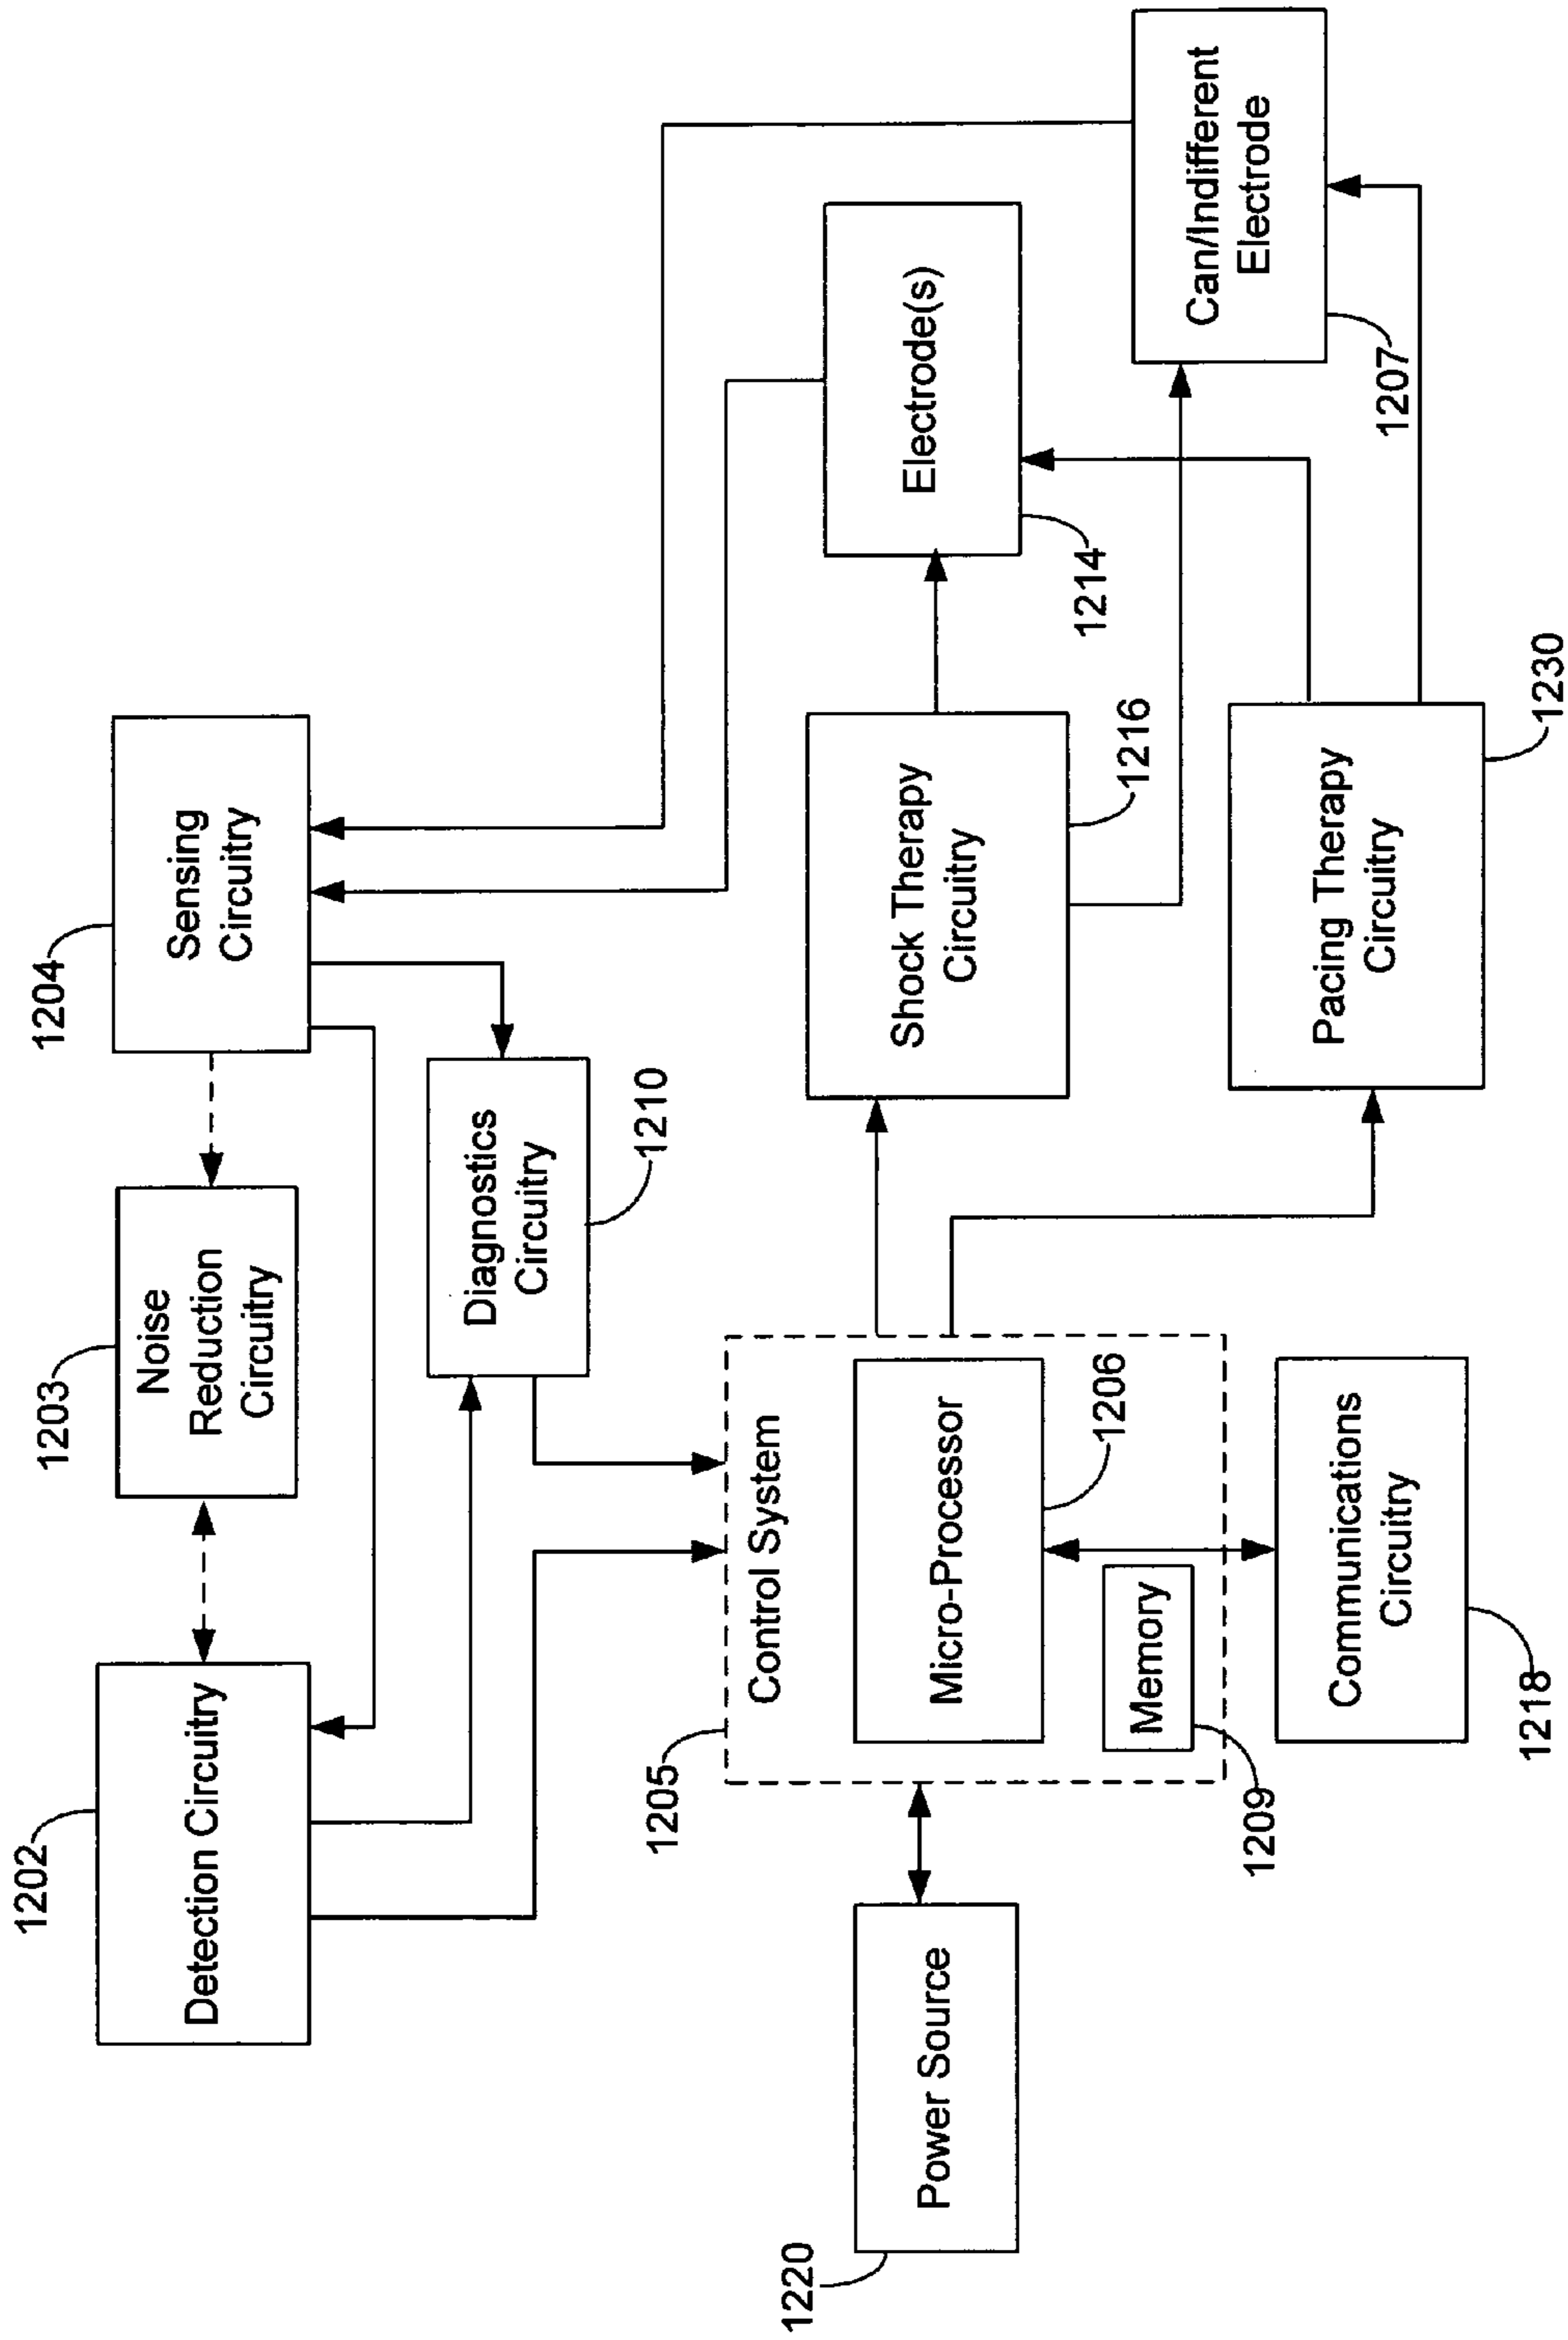 1202
Detection Circuitry
1203
Noise
Reduction
Circuitry
1204
Sensing
Circuitry
Diagnostics
Circuitry
1210
1205
Control System
Micro-Processor
1206
Memory
1209
Power Source
1220
Communications
Circuitry
1218
Shock Therapy
Circuitry
1216
Electrode(s)
1214
Pacing Therapy
Circuitry
1230
Can/Indifferent
Electrode
1207